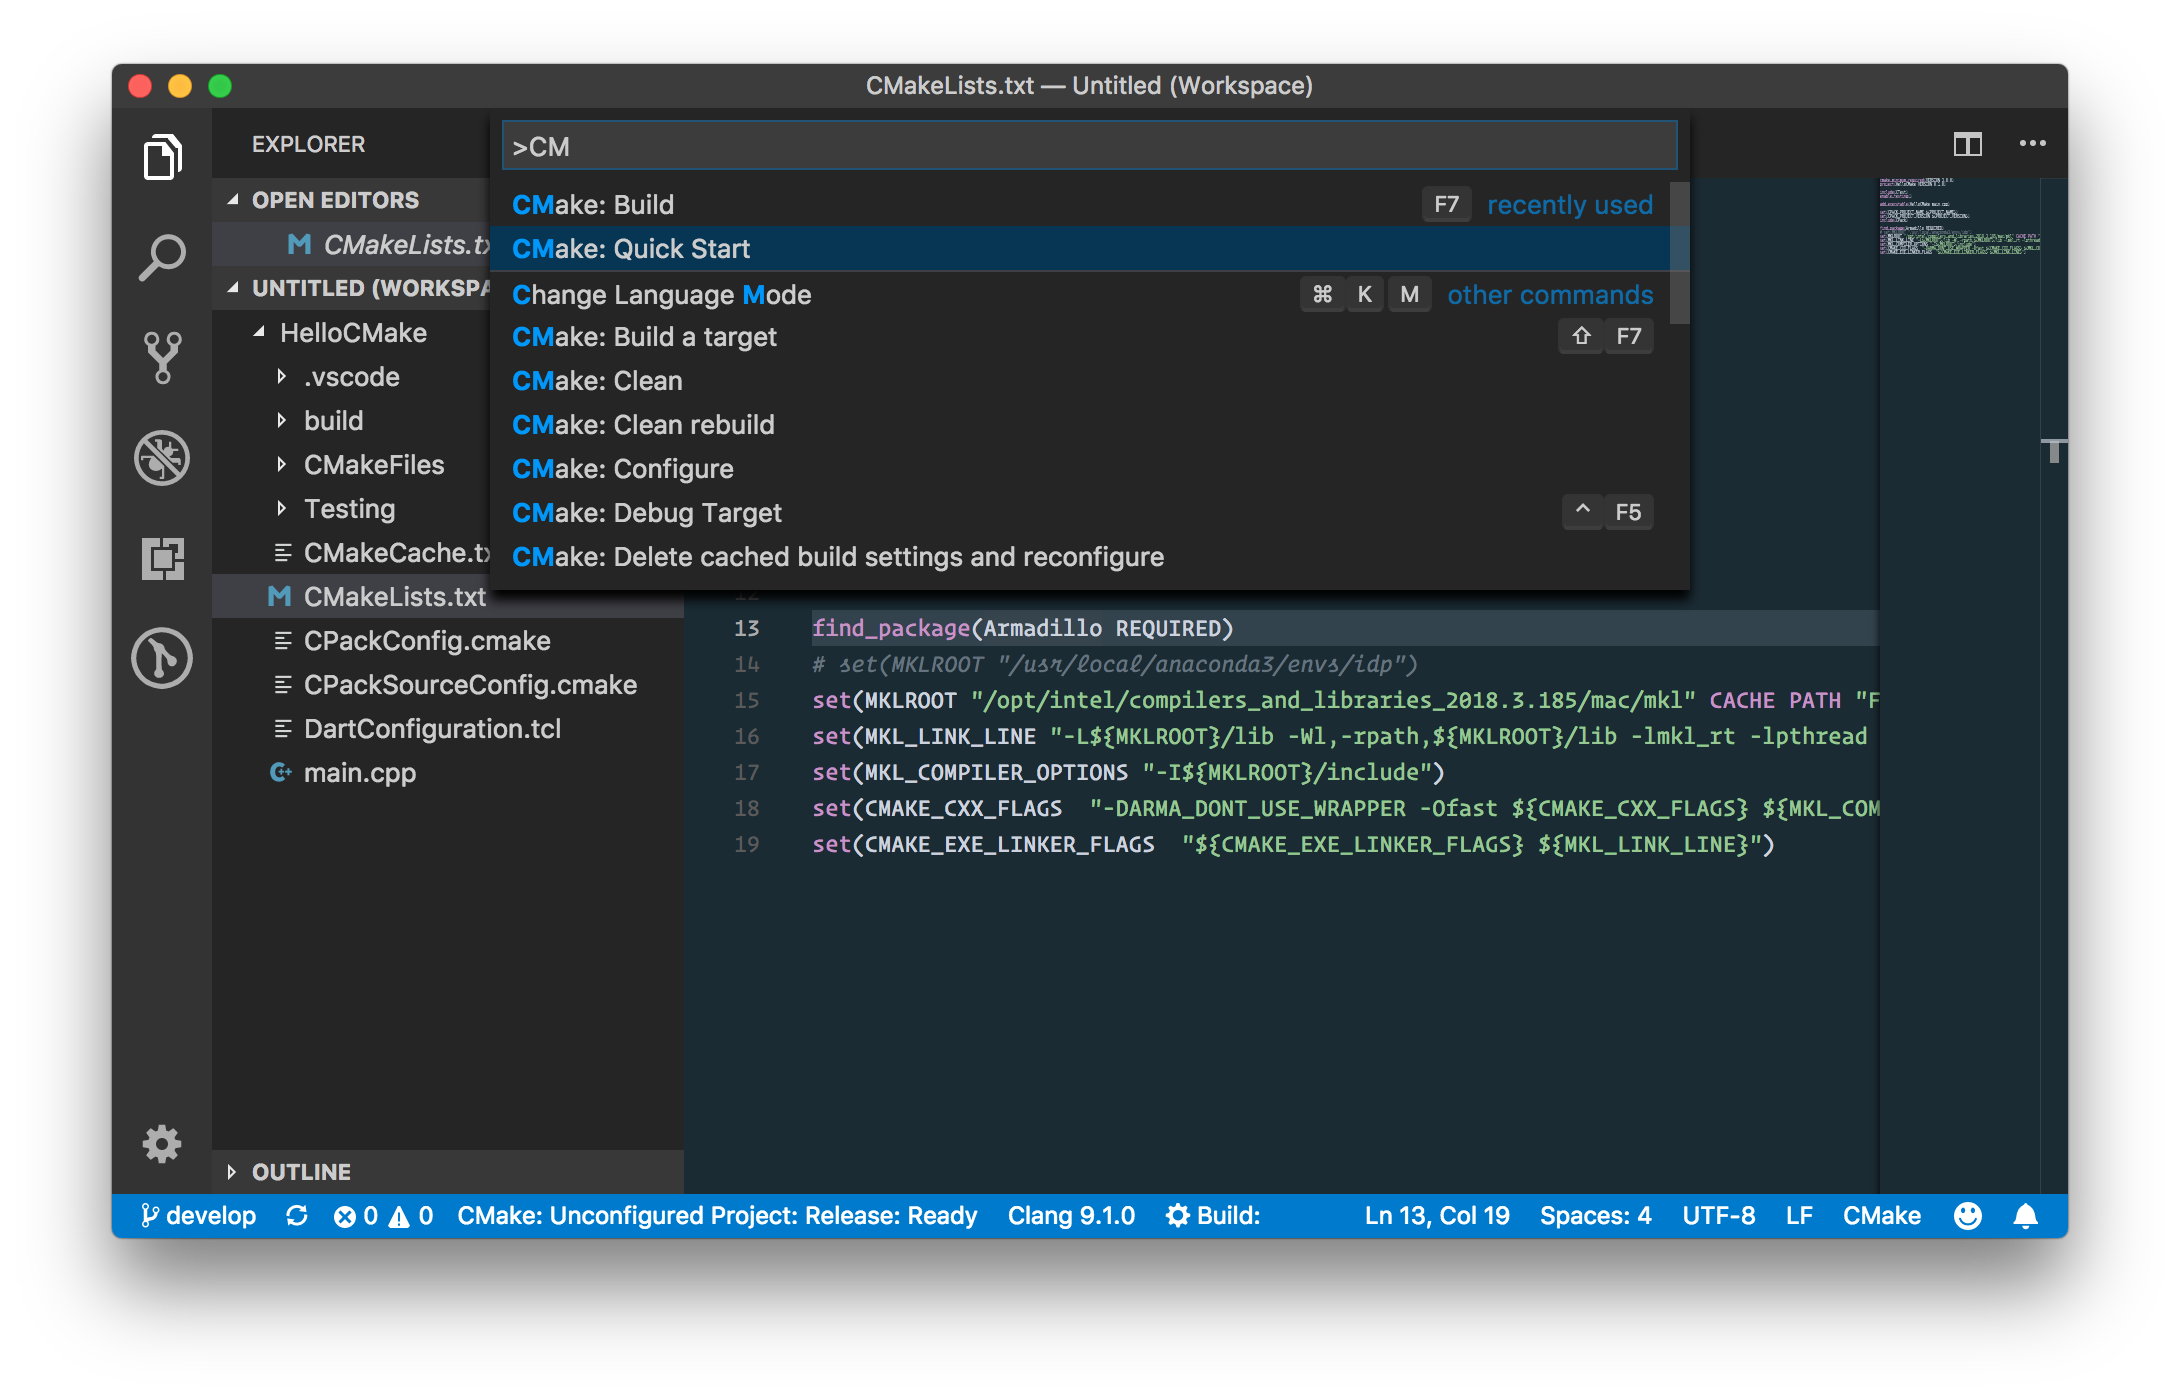 CMakeLists.txt — Untitled (Workspace)
EXPLORER
OPEN EDITORS
CMakeLists.tx
UNTITLED (WORKSPA
HelloCMake
.vscode
build
CMakeFiles
Testing
CMakeCache.tx
CMakeLists.txt
CPackConfig.cmake
CPackSourceConfig.cmake
DartConfiguration.tcl
main.cpp
OUTLINE
>CM
CMake: Build F7 recently used
CMake: Quick Start
Change Language Mode ⌘ K M other commands
CMake: Build a target ⇧ F7
CMake: Clean
CMake: Clean rebuild
CMake: Configure
CMake: Debug Target ^ F5
CMake: Delete cached build settings and reconfigure
12
13 find_package(Armadillo REQUIRED)
14 # set(MKLROOT "/usr/local/anaconda3/envs/idp")
15 set(MKLROOT "/opt/intel/compilers_and_libraries_2018.3.185/mac/mkl" CACHE PATH "F
16 set(MKL_LINK_LINE "-L${MKLROOT}/lib -Wl,-rpath,${MKLROOT}/lib -lmkl_rt -lpthread
17 set(MKL_COMPILER_OPTIONS "-I${MKLROOT}/include")
18 set(CMAKE_CXX_FLAGS  "-DARMA_DONT_USE_WRAPPER -Ofast ${CMAKE_CXX_FLAGS} ${MKL_COM
19 set(CMAKE_EXE_LINKER_FLAGS  "${CMAKE_EXE_LINKER_FLAGS} ${MKL_LINK_LINE}")
develop 0 0 CMake: Unconfigured Project: Release: Ready Clang 9.1.0 Build: Ln 13, Col 19 Spaces: 4 UTF-8 LF CMake